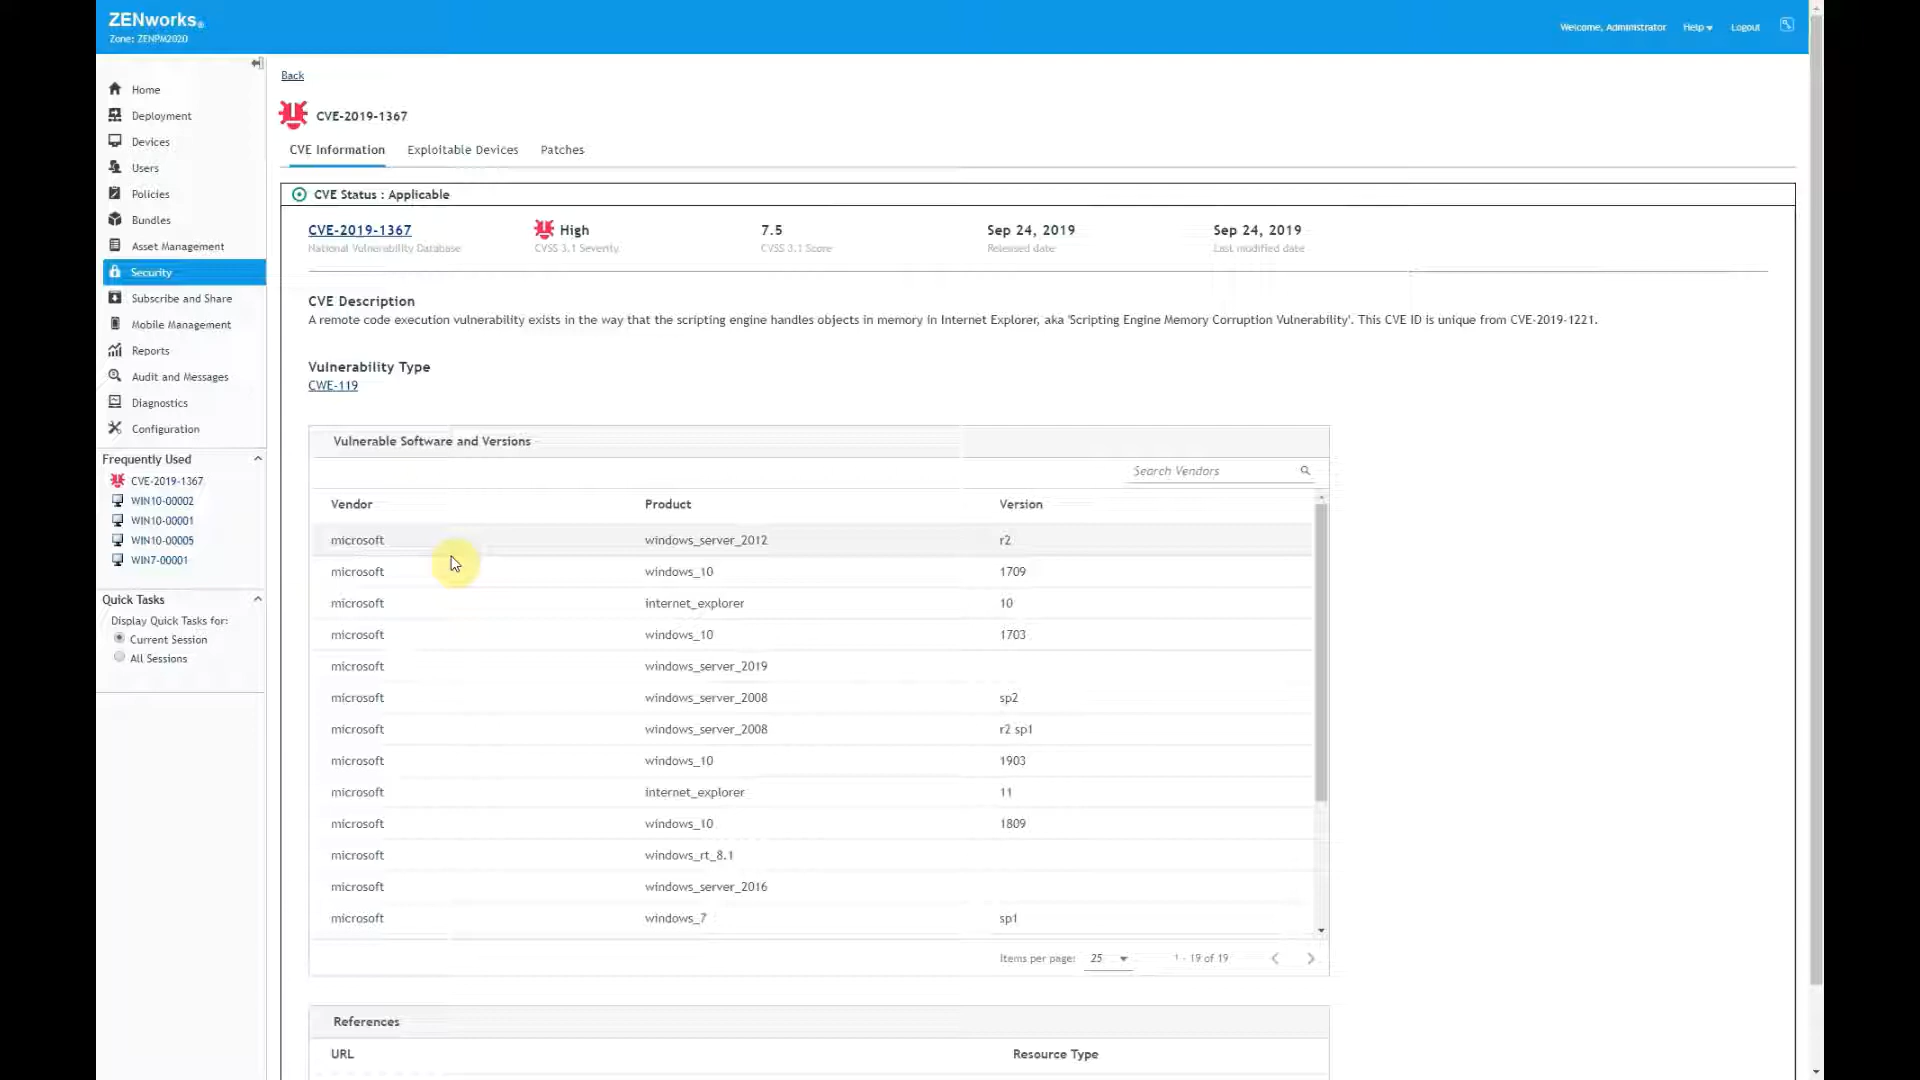 ZENworks®
Zone: ZENPM2020
Welcome, Administrator Help Logout
Home
Deployment
Devices
Users
Policies
Bundles
Asset Management
Security
Subscribe and Share
Mobile Management
Reports
Audit and Messages
Diagnostics
Configuration
Frequently Used
CVE-2019-1367
WIN10-00002
WIN10-00001
WIN10-00005
WIN7-00001
Quick Tasks
Display Quick Tasks for:
Current Session
All Sessions
Back
CVE-2019-1367
CVE Information Exploitable Devices Patches
CVE Status : Applicable
CVE-2019-1367 High 7.5 Sep 24, 2019 Sep 24, 2019
National Vulnerability Database CVSS 3.1 Severity CVSS 3.1 Score Released date Last modified date
CVE Description
A remote code execution vulnerability exists in the way that the scripting engine handles objects in memory in Internet Explorer, aka 'Scripting Engine Memory Corruption Vulnerability'. This CVE ID is unique from CVE-2019-1221.
Vulnerability Type
CWE-119
Vulnerable Software and Versions
Search Vendors
Vendor Product Version
microsoft windows_server_2012 r2
microsoft windows_10 1709
microsoft internet_explorer 10
microsoft windows_10 1703
microsoft windows_server_2019
microsoft windows_server_2008 sp2
microsoft windows_server_2008 r2 sp1
microsoft windows_10 1903
microsoft internet_explorer 11
microsoft windows_10 1809
microsoft windows_rt_8.1
microsoft windows_server_2016
microsoft windows_7 sp1
Items per page: 25 1 - 19 of 19
References
URL Resource Type